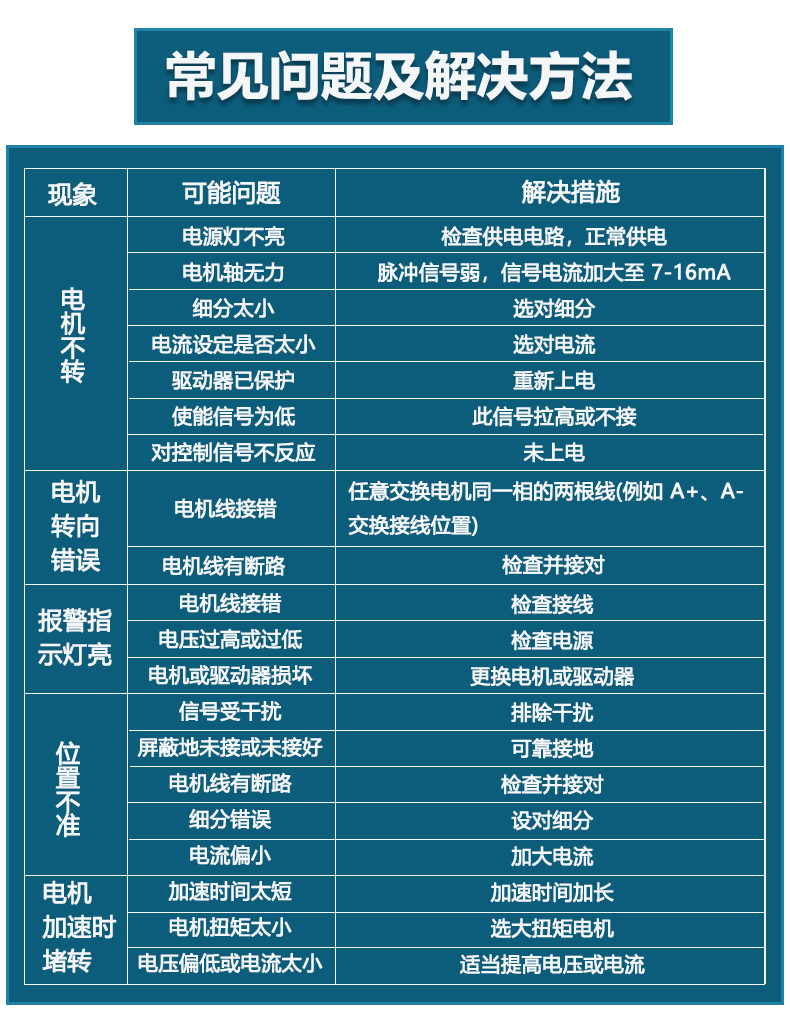 常见问题及解决方法
现象 可能问题 解决措施
电机不转
电源灯不亮 检查供电电路，正常供电
电机轴无力 脉冲信号弱，信号电流加大至 7-16mA
细分太小 选对细分
电流设定是否太小 选对电流
驱动器已保护 重新上电
使能信号为低 此信号拉高或不接
对控制信号不反应 未上电
电机
转向
错误
电机线接错 任意交换电机同一相的两根线(例如 A+、A-
交换接线位置)
电机线有断路 检查并接对
报警指
示灯亮
电机线接错 检查接线
电压过高或过低 检查电源
电机或驱动器损坏 更换电机或驱动器
位置不准
信号受干扰 排除干扰
屏蔽地未接或未接好 可靠接地
电机线有断路 检查并接对
细分错误 设对细分
电流偏小 加大电流
电机
加速时
堵转
加速时间太短 加速时间加长
电机扭矩太小 选大扭矩电机
电压偏低或电流太小 适当提高电压或电流